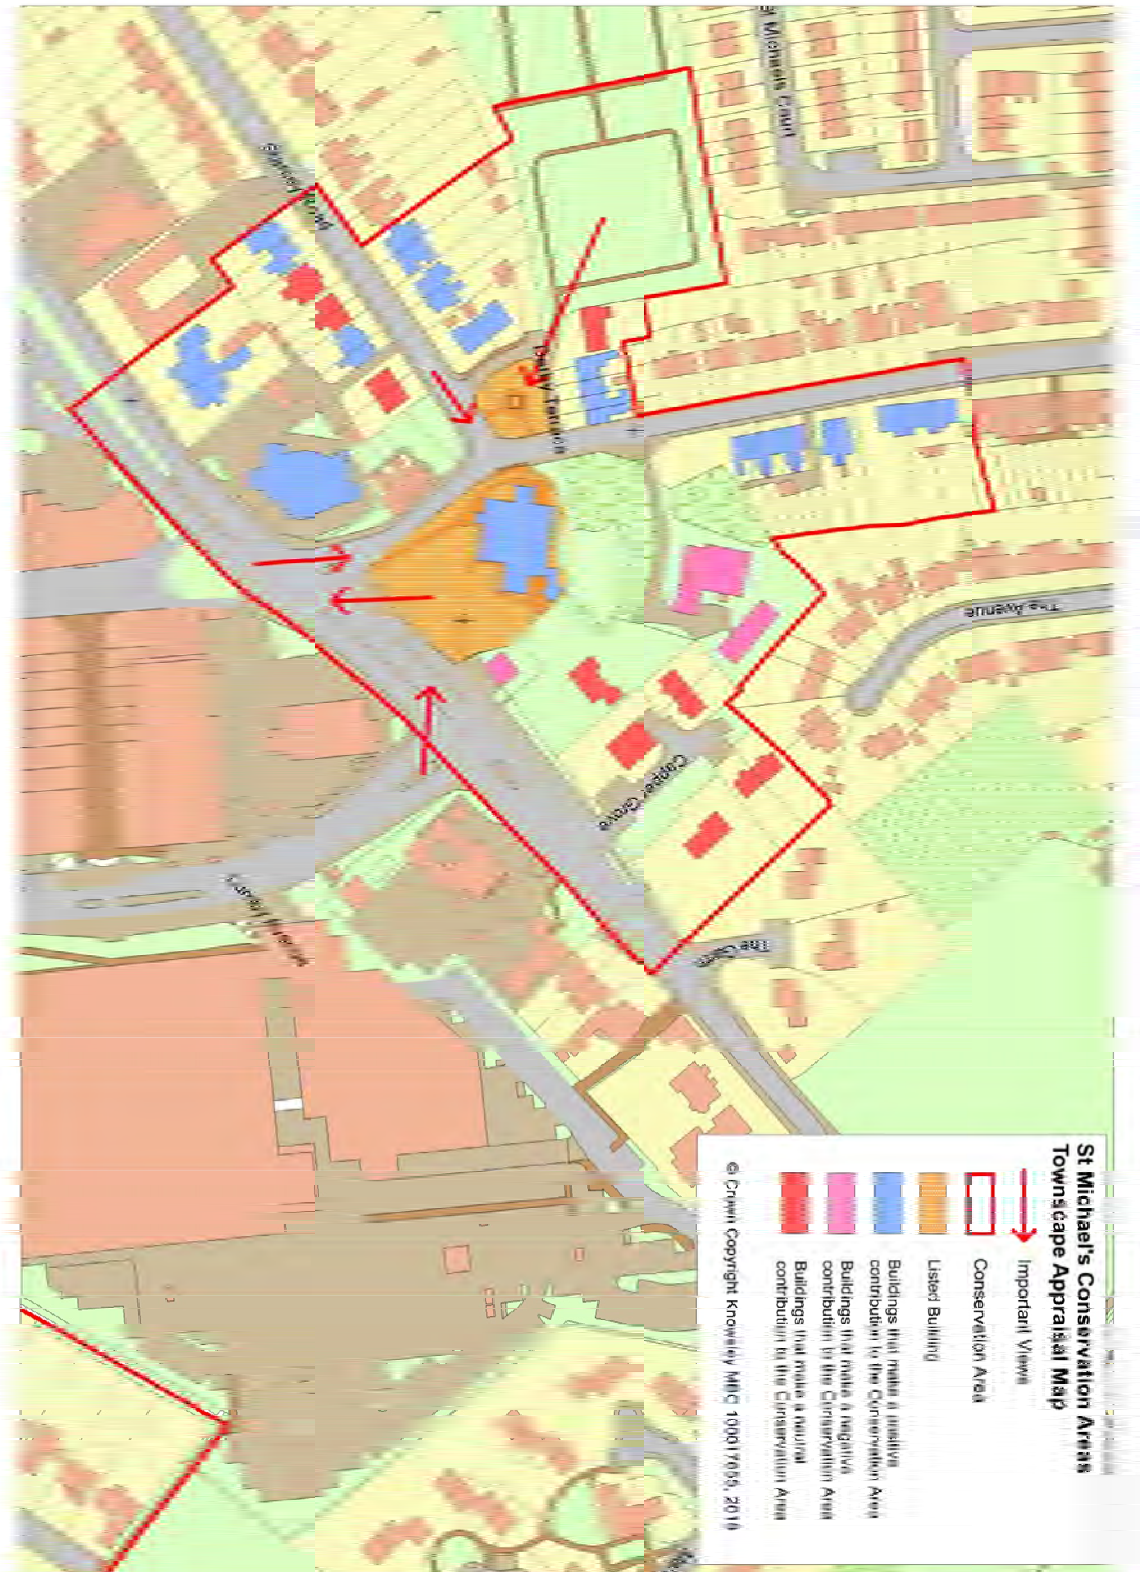 St Michael's Conservation Areas
Townscape Appraisal Map
Important Views
Conservation Area
Listed Building
Buildings that make a positive
contribution to the Conservation Area
Buildings that make a negative
contribution to the Conservation Area
Buildings that make a neutral
contribution to the Conservation Area
© Crown Copyright Knowsley MBC 100017655, 2010
Michaels Court
The Avenue
Copper Grove
The